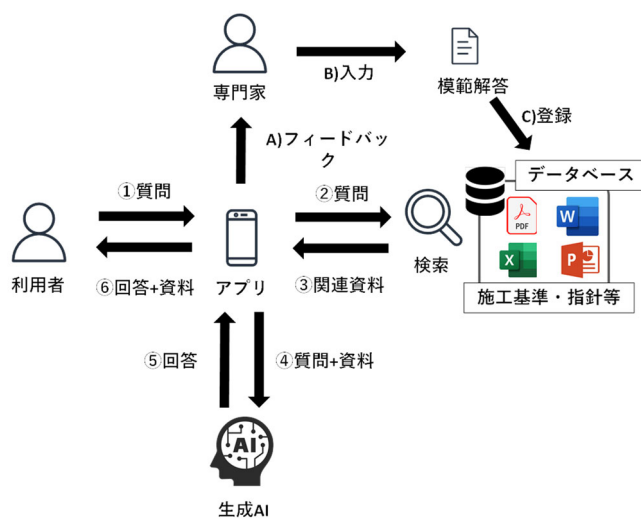 B)入力
専門家
模範解答
C)登録
A)フィードバッ
ク
データベース
①質問
②質問
PDF
W
X
P
利用者
⑥回答+資料
アプリ
③関連資料
検索
施工基準・指針等
⑤回答
④質問+資料
AI
生成AI